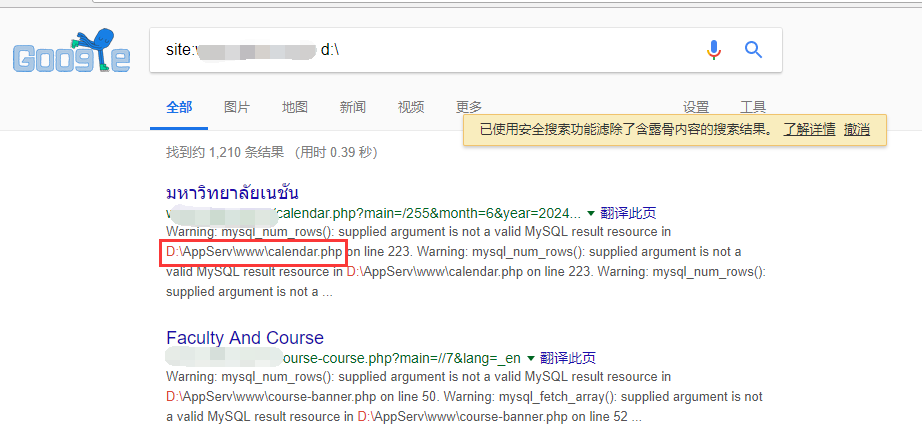 Google
site: d:\
全部 图片 地图 新闻 视频 更多 设置 工具
已使用安全搜索功能滤除了含露骨内容的搜索结果。 了解详情 撤消
找到约 1,210 条结果 (用时 0.39 秒)
มหาวิทยาลัยเนชั่น
/calendar.php?main=/255&month=6&year=2024... 翻译此页
Warning: mysql_num_rows(): supplied argument is not a valid MySQL result resource in
D:\AppServ\www\calendar.php on line 223. Warning: mysql_num_rows(): supplied argument is not a
valid MySQL result resource in D:\AppServ\www\calendar.php on line 223. Warning: mysql_num_rows():
supplied argument is not a ...
Faculty And Course
ourse-course.php?main=//7&lang=_en 翻译此页
Warning: mysql_num_rows(): supplied argument is not a valid MySQL result resource in
D:\AppServ\www\course-banner.php on line 50. Warning: mysql_fetch_array(): supplied argument is not
a valid MySQL result resource in D:\AppServ\www\course-banner.php on line 52 ...